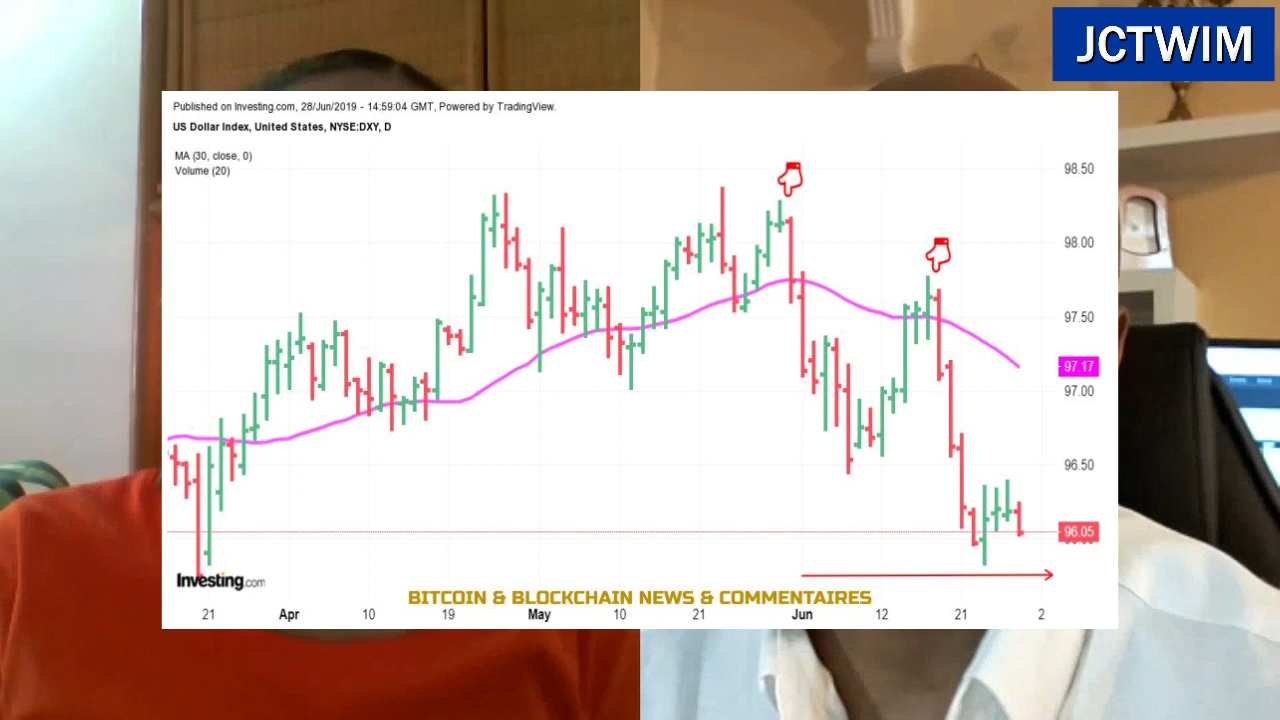 JCTWIM
Published on Investing.com, 28/Jun/2019 - 14:59:04 GMT, Powered by TradingView.
US Dollar Index, United States, NYSE:DXY, D
MA (30, close, 0)
Volume (20)
98.50
98.00
97.50
97.17
97.00
96.50
96.05
Investing.com
BITCOIN & BLOCKCHAIN NEWS & COMMENTAIRES
21 Apr 10 19 May 10 21 Jun 12 21 2